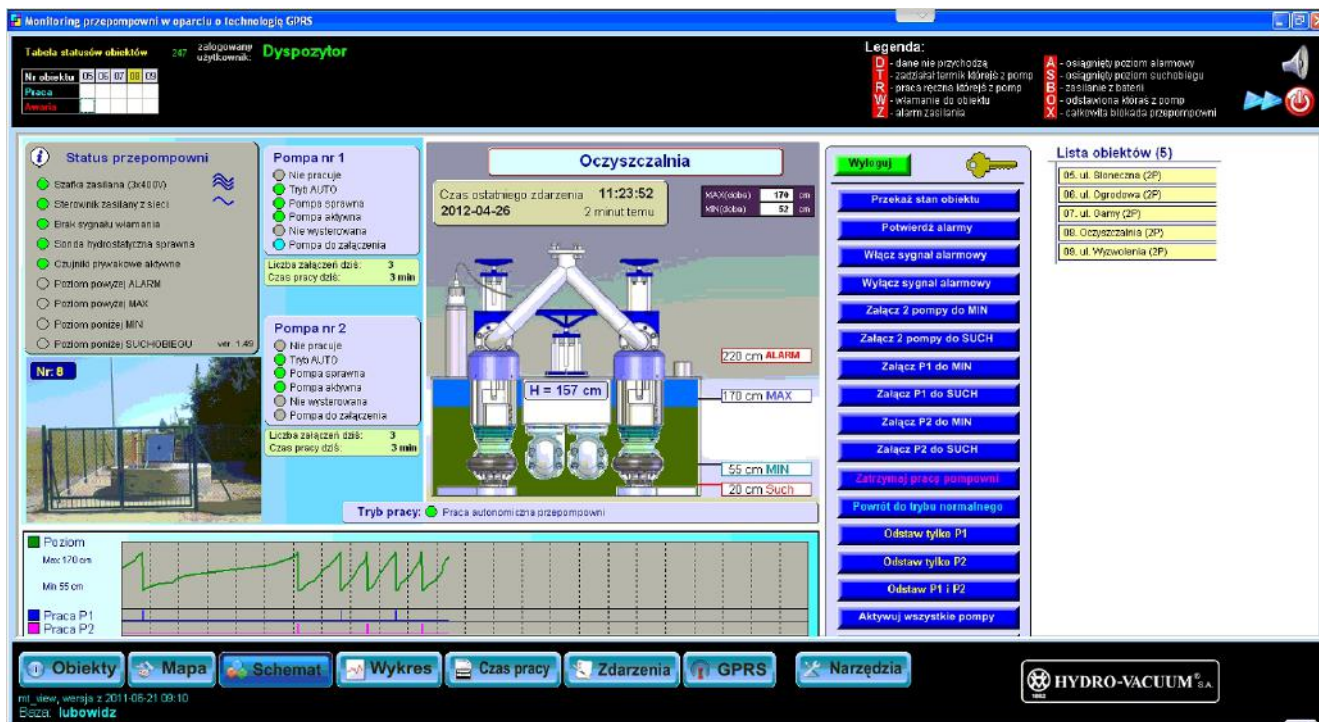 Monitoring przepompowni w oparciu o technologię GPRS
Tabela statusów obiektów
247
zalogowany użytkownik:
Dyspozytor
Nr obiektu 05 06 07 08 09
Praca
Awaria
Legenda:
D - dane nie przychodzą
T - zadziałał termik którejś z pomp
R - praca ręczna którejś z pomp
W - włamanie do obiektu
Z - alarm zasilania
A - osiągnięty poziom alarmowy
S - osiągnięty poziom suchobiegu
B - zasilanie z baterii
O - odstawiona któraś z pomp
X - całkowita blokada przepompowni
Status przepompowni
Szafka zasilana (3x400V)
Sterownik zasilany z sieci
Brak sygnału włamania
Sonda hydrostatyczna sprawna
Czujniki pływakowe aktywne
Poziom powyżej ALARM
Poziom powyżej MAX
Poziom poniżej MIN
Poziom poniżej SUCHOBIEGU
ver 1.49
Nr: 8
Pompa nr 1
Nie pracuje
Tryb AUTO
Pompa sprawna
Pompa aktywna
Nie wysterowana
Pompa do załączenia
Liczba załączeń dziś: 3
Czas pracy dziś: 3 min
Pompa nr 2
Nie pracuje
Tryb AUTO
Pompa sprawna
Pompa aktywna
Nie wysterowana
Pompa do załączenia
Liczba załączeń dziś: 3
Czas pracy dziś: 3 min
Oczyszczalnia
Czas ostatniego zdarzenia 11:23:52
2012-04-26 2 minut temu
MAX(doba) 170 cm
MIN(doba) 52 cm
H = 157 cm
220 cm ALARM
170 cm MAX
55 cm MIN
20 cm Such
Tryb pracy: Praca autonomiczna przepompowni
Poziom
Max 170 cm
Min 55 cm
Praca P1
Praca P2
Wyloguj
Przekaż stan obiektu
Potwierdź alarmy
Włącz sygnał alarmowy
Wyłącz sygnał alarmowy
Załącz 2 pompy do MIN
Załącz 2 pompy do SUCH
Załącz P1 do MIN
Załącz P1 do SUCH
Załącz P2 do MIN
Załącz P2 do SUCH
Zatrzymaj pracę pompowni
Powrót do trybu normalnego
Odstaw tylko P1
Odstaw tylko P2
Odstaw P1 i P2
Aktywuj wszystkie pompy
Lista obiektów (5)
05. ul. Słoneczna (2P)
06. ul. Ogrodowa (2P)
07. ul. Gamy (2P)
08. Oczyszczalnia (2P)
09. ul. Wyzwolenia (2P)
Obiekty
Mapa
Schemat
Wykres
Czas pracy
Zdarzenia
GPRS
Narzędzia
HYDRO-VACUUM® S.A.
1862
mt_view, wersja z 2011-06-21 09:10
Baza: lubowidz